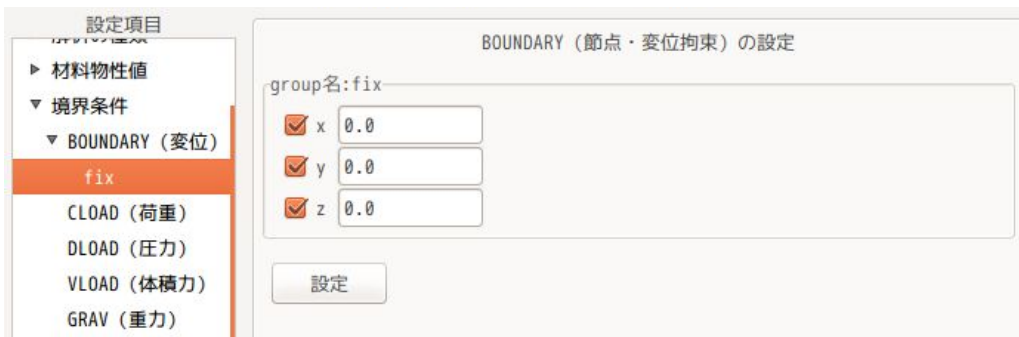 設定項目
材料物性値
境界条件
BOUNDARY (変位)
fix
CLOAD (荷重)
DLOAD (圧力)
VLOAD (体積力)
GRAV (重力)
BOUNDARY (節点・変位拘束) の設定
group名:fix
x 0.0
y 0.0
z 0.0
設定